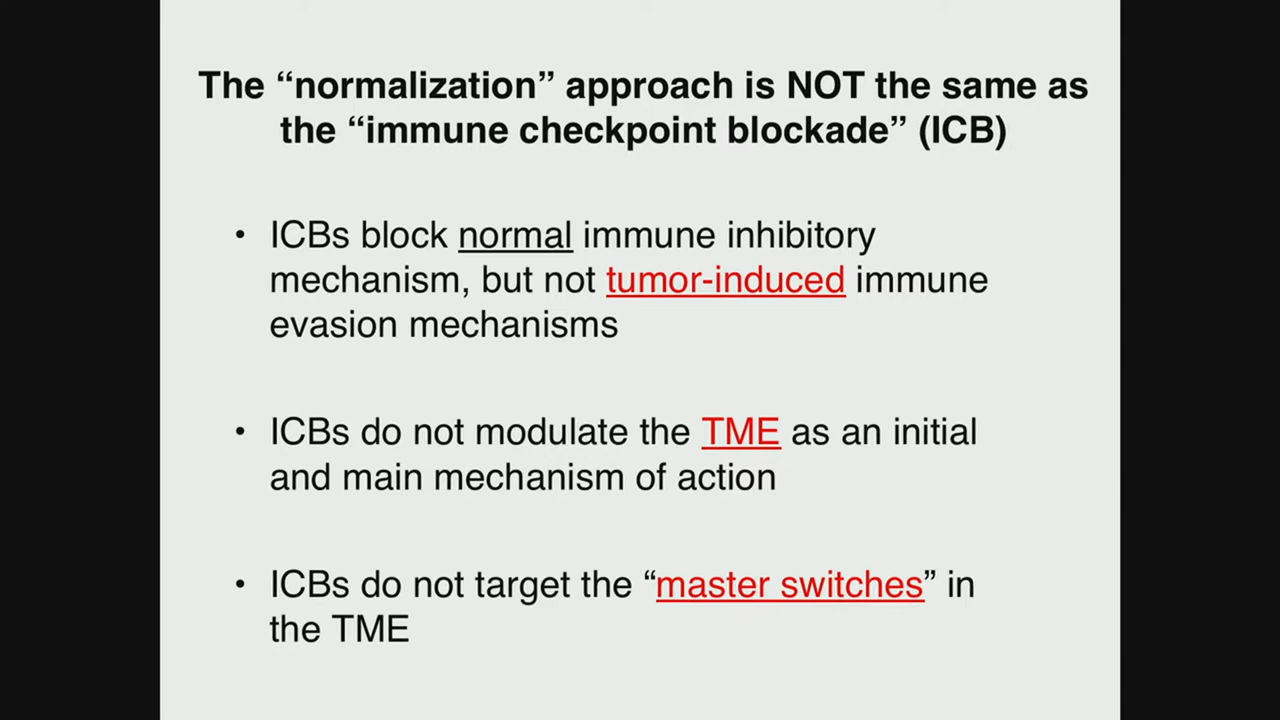 The “normalization” approach is NOT the same as
the “immune checkpoint blockade” (ICB)
• ICBs block normal immune inhibitory
mechanism, but not tumor-induced immune
evasion mechanisms
• ICBs do not modulate the TME as an initial
and main mechanism of action
• ICBs do not target the “master switches” in
the TME